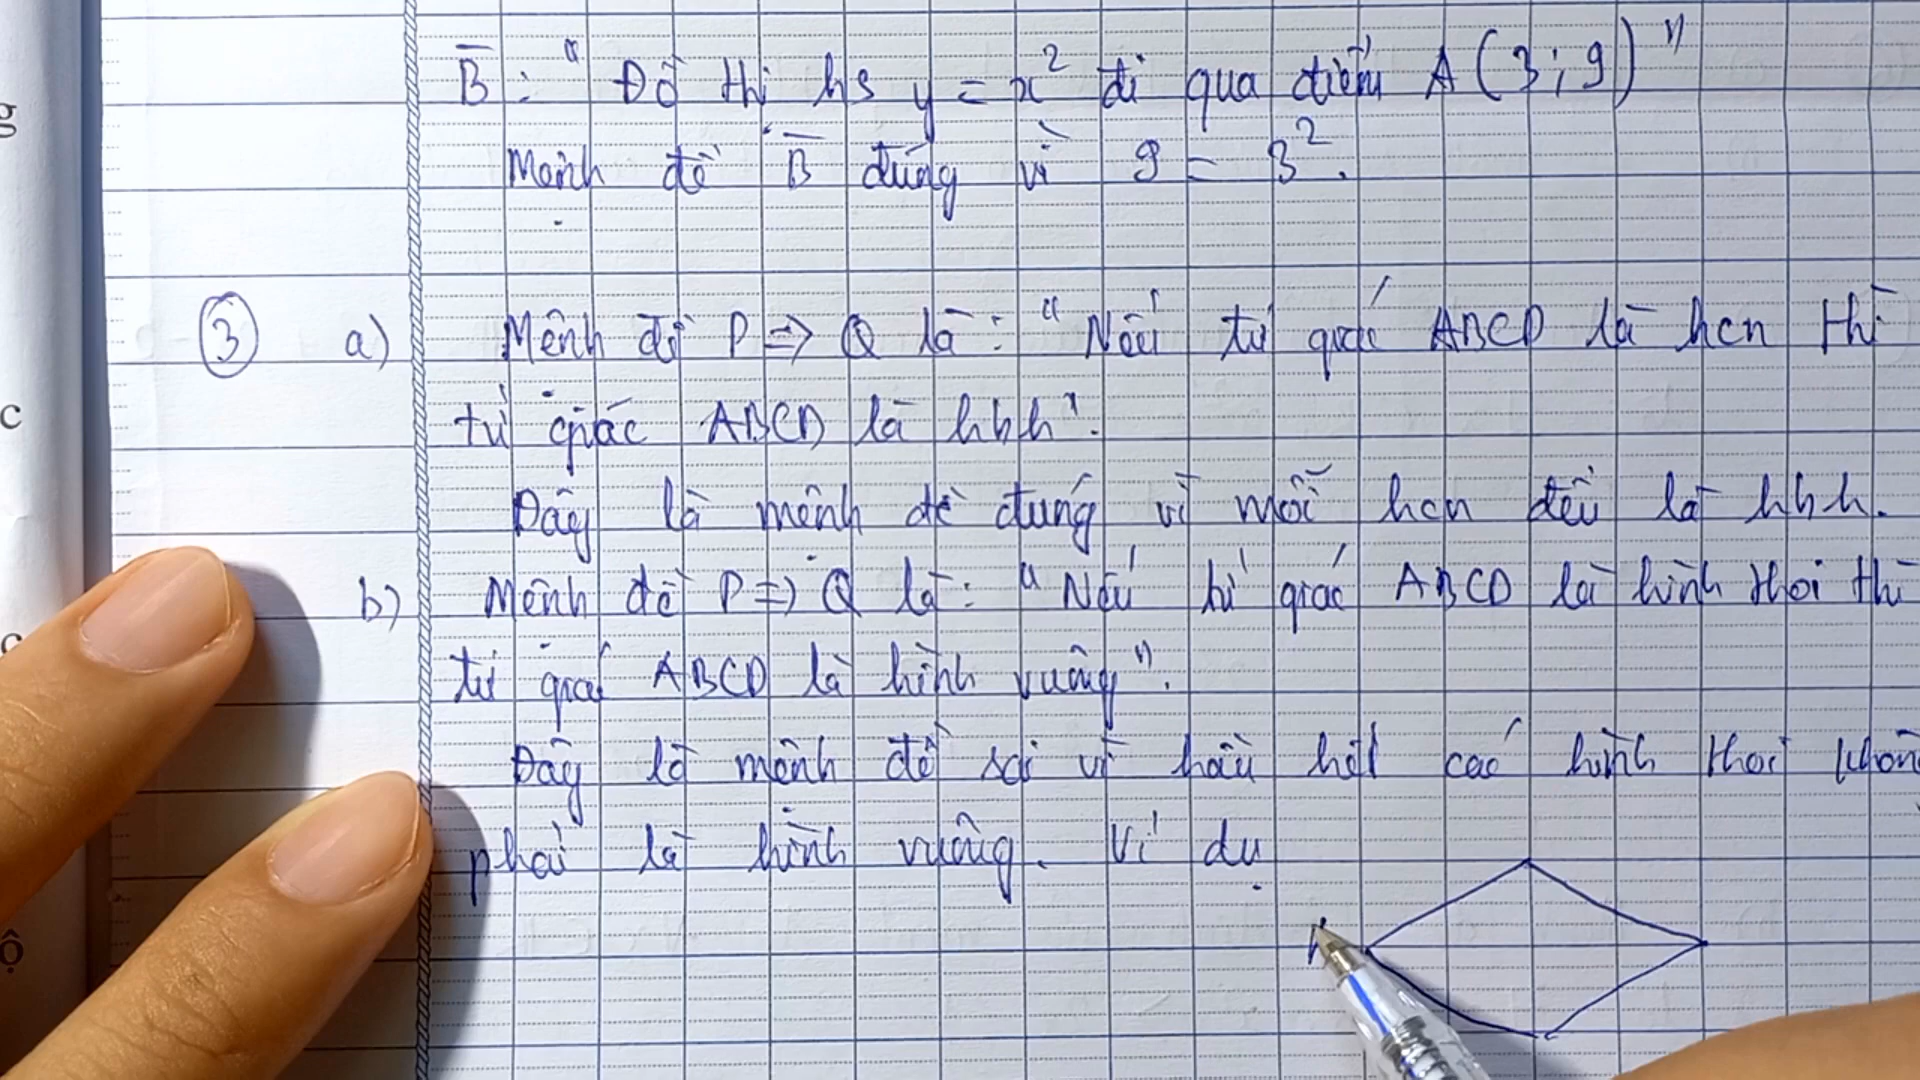 B̅ : " Đồ thị hs y = x² đi qua điểm A (3 ; 9) "
Mệnh đề B̅ đúng vì 9 = 3².
③ a) Mệnh đề P => Q là : " Nếu tứ giác ABCD là hcn thì
tứ giác ABCD là hbh ".
Đây là mệnh đề đúng vì mỗi hcn đều là hbh.
b) Mệnh đề P => Q là : " Nếu tứ giác ABCD là hình thoi thì
tứ giác ABCD là hình vuông ".
Đây là mệnh đề sai vì hầu hết các hình thoi khôn
phải là hình vuông. Ví dụ
g
c
ộ